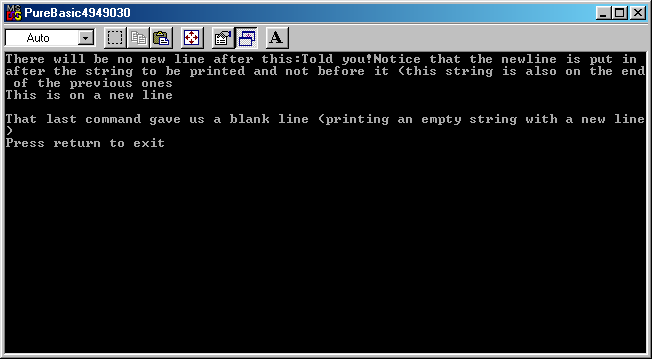 PureBasic4949030
Auto
A
There will be no new line after this:Told you!Notice that the newline is put in
after the string to be printed and not before it (this string is also on the end
of the previous ones
This is on a new line
That last command gave us a blank line (printing an empty string with a new line
)
Press return to exit